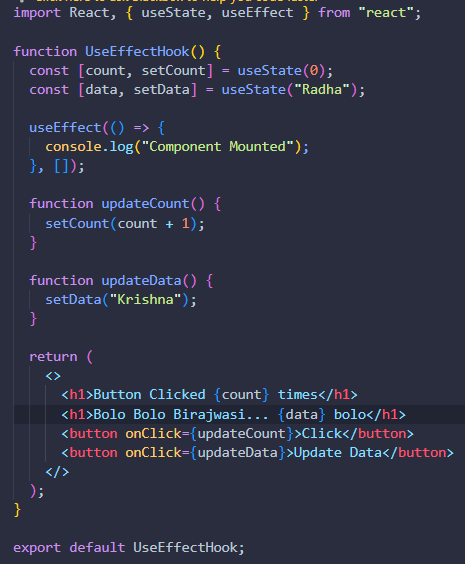 import React, { useState, useEffect } from "react";
function UseEffectHook() {
const [count, setCount] = useState(0);
const [data, setData] = useState("Radha");
useEffect(() => {
console.log("Component Mounted");
}, []);
function updateCount() {
setCount(count + 1);
}
function updateData() {
setData("Krishna");
}
return (
<>
<h1>Button Clicked {count} times</h1>
<h1>Bolo Bolo Birajwasi... {data} bolo</h1>
<button onClick={updateCount}>Click</button>
<button onClick={updateData}>Update Data</button>
</>
);
}
export default UseEffectHook;